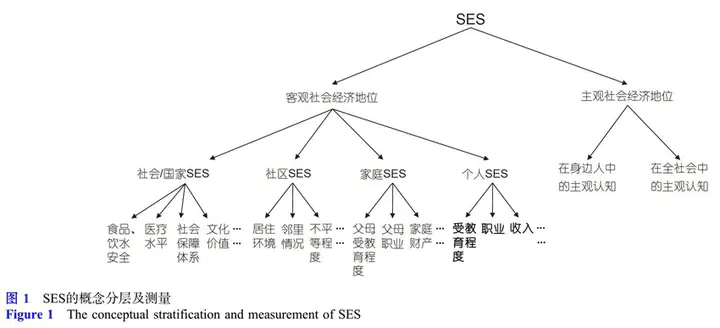 SES
客观社会经济地位
主观社会经济地位
社会/国家SES
社区SES
家庭SES
个人SES
在身边人中
的主观认知
在全社会中
的主观认知
食品、
饮水
安全
医疗
水平
社会
保障
体系
文化
价值
...
居住
环境
邻里
情况
不平
等程
度
...
父母
受教
育程
度
父母
职业
家庭
财产
...
受教
育程
度
职业
收入
...
...
图 1 SES的概念分层及测量
Figure 1 The conceptual stratification and measurement of SES